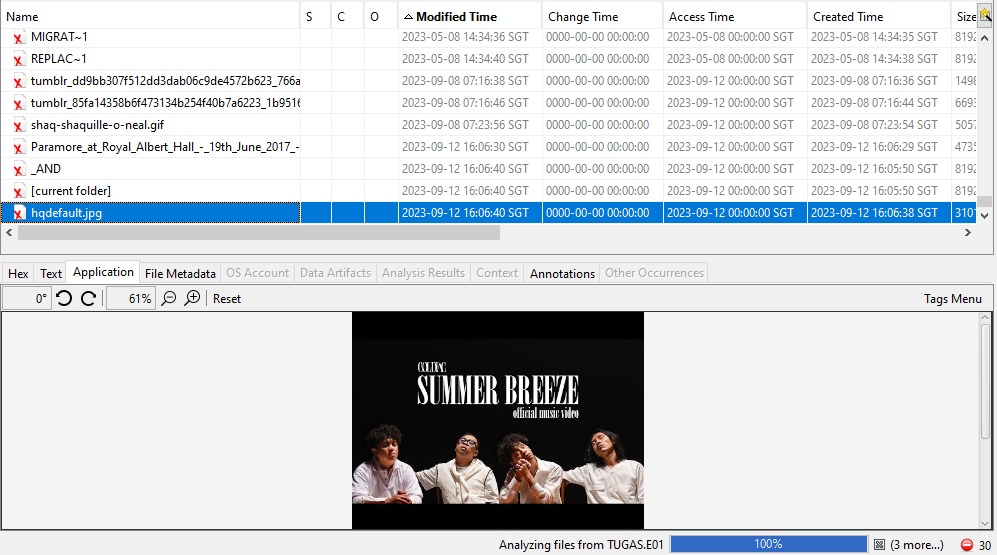 Name S C O Modified Time Change Time Access Time Created Time Size
MIGRAT~1 2023-05-08 14:34:36 SGT 0000-00-00 00:00:00 2023-05-08 00:00:00 SGT 2023-05-08 14:34:35 SGT 8192
REPLAC~1 2023-05-08 14:34:40 SGT 0000-00-00 00:00:00 2023-05-08 00:00:00 SGT 2023-05-08 14:34:38 SGT 8192
tumblr_dd9bb307f512dd3dab06c9de4572b623_766a 2023-09-08 07:16:38 SGT 0000-00-00 00:00:00 2023-09-12 00:00:00 SGT 2023-09-08 07:16:36 SGT 1498
tumblr_85fa14358b6f473134b254f40b7a6223_1b951 2023-09-08 07:16:46 SGT 0000-00-00 00:00:00 2023-09-12 00:00:00 SGT 2023-09-08 07:16:44 SGT 6693
shaq-shaquille-o-neal.gif 2023-09-08 07:23:56 SGT 0000-00-00 00:00:00 2023-09-12 00:00:00 SGT 2023-09-08 07:23:54 SGT 5057
Paramore_at_Royal_Albert_Hall_-_19th_June_2017_- 2023-09-12 16:06:30 SGT 0000-00-00 00:00:00 2023-09-12 00:00:00 SGT 2023-09-12 16:06:29 SGT 4735
_AND 2023-09-12 16:06:40 SGT 0000-00-00 00:00:00 2023-09-12 00:00:00 SGT 2023-09-12 16:05:50 SGT 8192
[current folder] 2023-09-12 16:06:40 SGT 0000-00-00 00:00:00 2023-09-12 00:00:00 SGT 2023-09-12 16:05:50 SGT 8192
hqdefault.jpg 2023-09-12 16:06:40 SGT 0000-00-00 00:00:00 2023-09-12 00:00:00 SGT 2023-09-12 16:06:38 SGT 310
Hex Text Application File Metadata OS Account Data Artifacts Analysis Results Context Annotations Other Occurrences
0° 61% Reset Tags Menu
COLDIAC
SUMMER BREEZE
official music video
Analyzing files from TUGAS.E01 100% (3 more...) 30